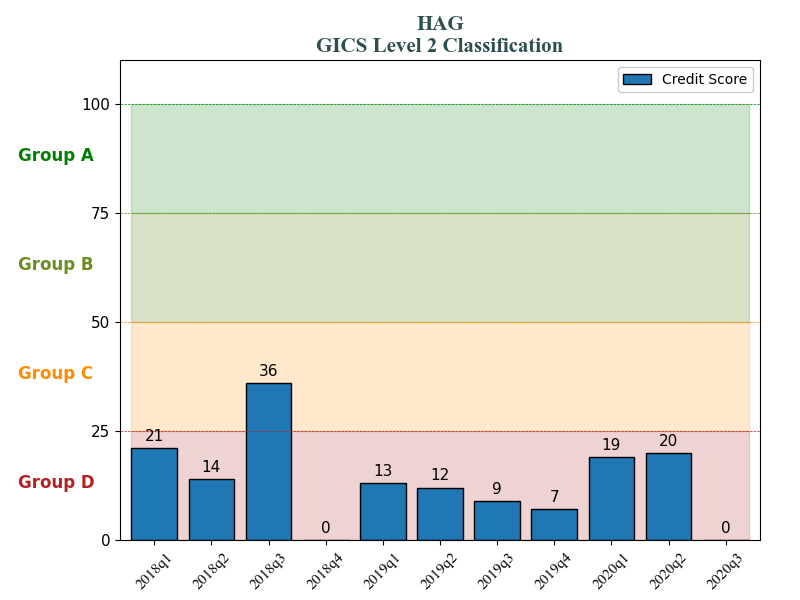 HAG
GICS Level 2 Classification
Credit Score
100
Group A
75
Group B
50
Group C
36
25
21
14
13
12
9
7
19
20
Group D
0
0
0
2018q1
2018q2
2018q3
2018q4
2019q1
2019q2
2019q3
2019q4
2020q1
2020q2
2020q3